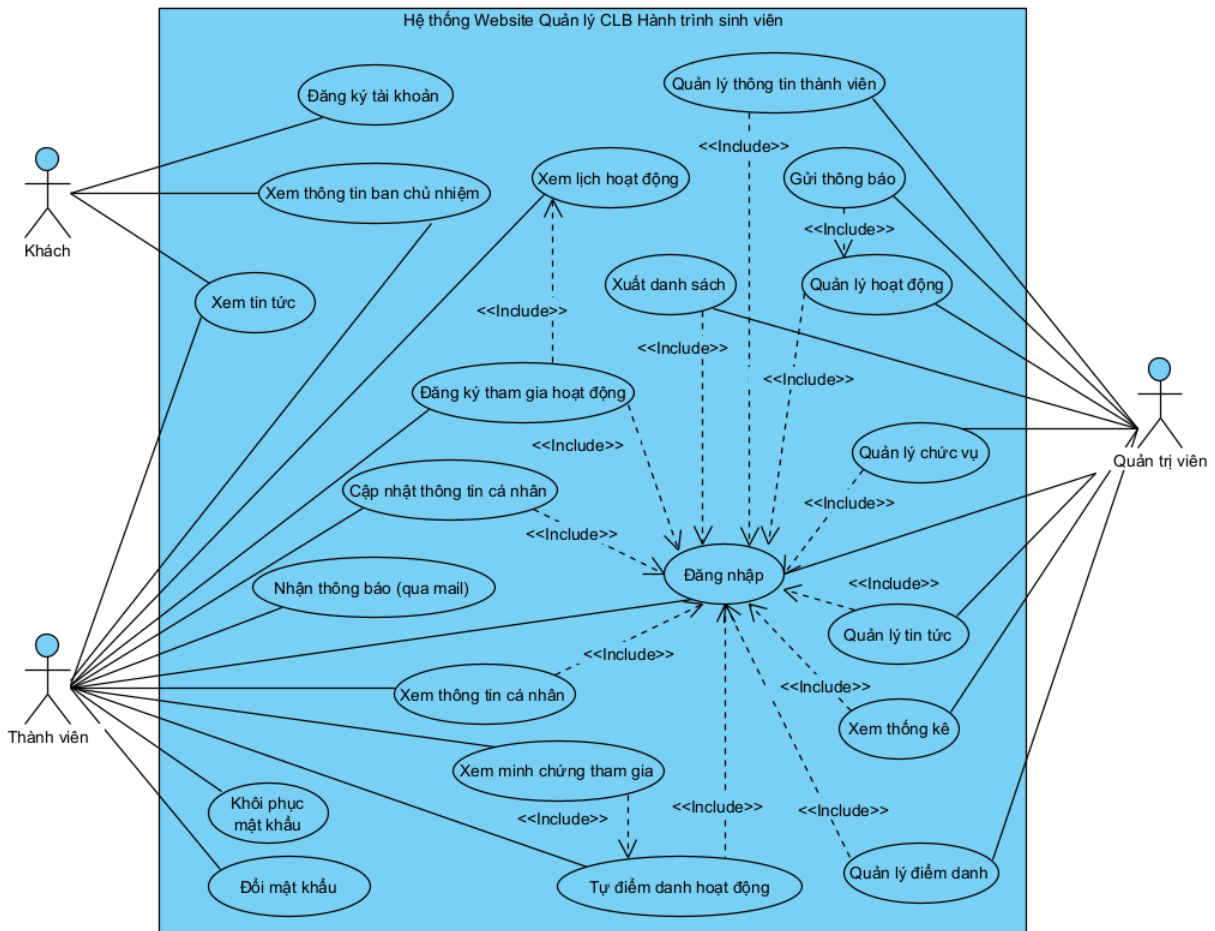 Hệ thống Website Quản lý CLB Hành trình sinh viên
Đăng ký tài khoản
Quản lý thông tin thành viên
<<Include>>
Xem thông tin ban chủ nhiệm
Xem lịch hoạt động
Gửi thông báo
<<Include>>
Khách
Xem tin tức
Xuất danh sách
Quản lý hoạt động
<<Include>>
<<Include>>
<<Include>>
Đăng ký tham gia hoạt động
<<Include>>
Quản lý chức vụ
Quản trị viên
Cập nhật thông tin cá nhân
<<Include>>
<<Include>>
Đăng nhập
Nhận thông báo (qua mail)
<<Include>>
Quản lý tin tức
<<Include>>
<<Include>>
Xem thông tin cá nhân
Xem thống kê
Thành viên
Xem minh chứng tham gia
Khôi phục
mật khẩu
<<Include>>
<<Include>>
<<Include>>
Đổi mật khẩu
Tự điểm danh hoạt động
Quản lý điểm danh